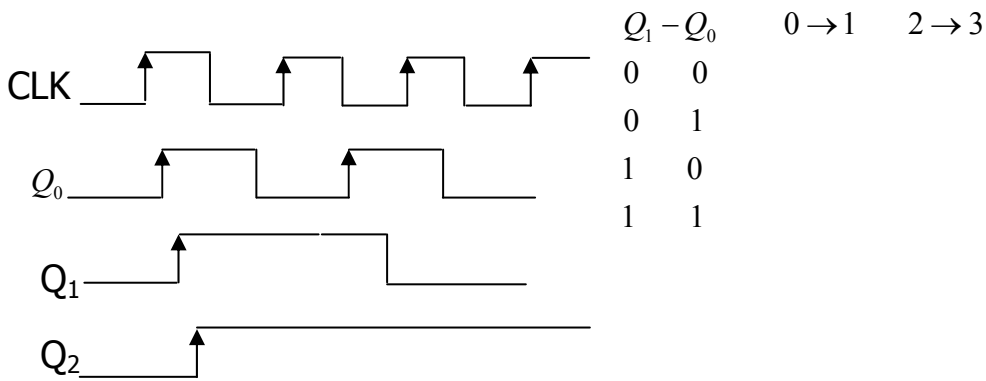 CLK
Q₀
Q₁
Q₂
Q₁ – Q₀ 0 → 1 2 → 3
0 0
0 1
1 0
1 1